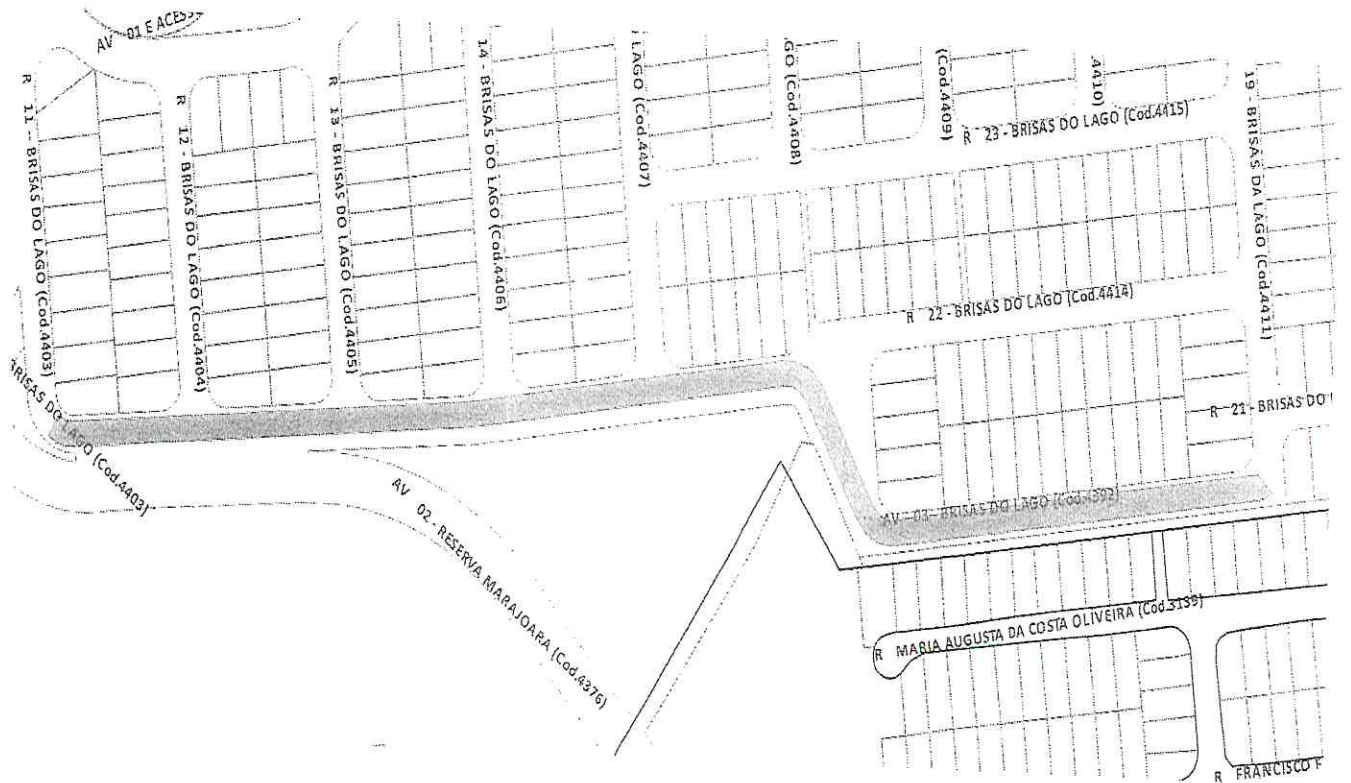 AV 01 E ACESS
R 11 - BRISAS DO LAGO (Cod.4403)
R 12 - BRISAS DO LAGO (Cod.4404)
R 13 - BRISAS DO LAGO (Cod.4405)
14 - BRISAS DO LAGO (Cod.4406)
LAGO (Cod.4407)
GO (Cod.4408)
(Cod.4409)
4410)
R 23 - BRISAS DO LAGO (Cod.4415)
19 - BRISAS DA LAGO (Cod.4411)
R 22 - BRISAS DO LAGO (Cod.4414)
R 21 - BRISAS DO
BRISAS DO LAGO (Cod.4403)
AV 02 - RESERVA MARAJOARA (Cod.4376)
AV 03 - BRISAS DO LAGO (Cod.4392)
R MARIA AUGUSTA DA COSTA OLIVEIRA (Cod.3139)
R FRANCISCO F